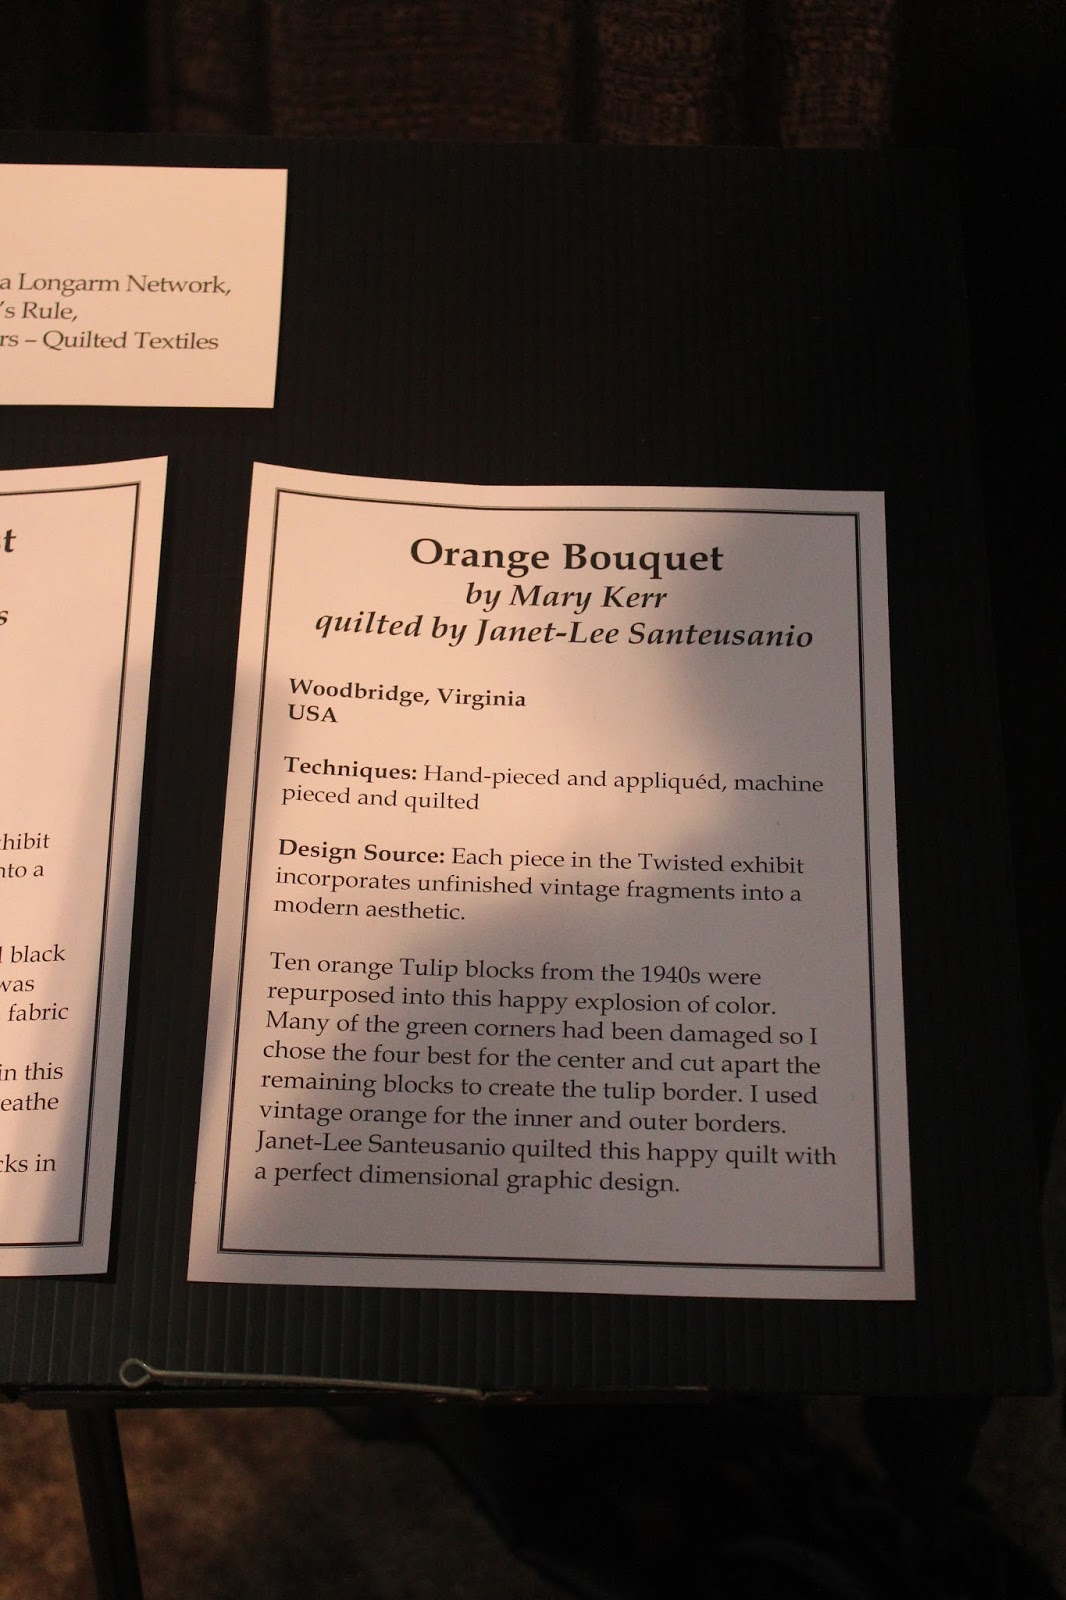 a Longarm Network,
's Rule,
rs – Quilted Textiles
t
s
hibit
nto a
l black
was
fabric
in this
eathe
cks in
Orange Bouquet
by Mary Kerr
quilted by Janet-Lee Santeusanio
Woodbridge, Virginia
USA
Techniques: Hand-pieced and appliquéd, machine
pieced and quilted
Design Source: Each piece in the Twisted exhibit
incorporates unfinished vintage fragments into a
modern aesthetic.
Ten orange Tulip blocks from the 1940s were
repurposed into this happy explosion of color.
Many of the green corners had been damaged so I
chose the four best for the center and cut apart the
remaining blocks to create the tulip border. I used
vintage orange for the inner and outer borders.
Janet-Lee Santeusanio quilted this happy quilt with
a perfect dimensional graphic design.